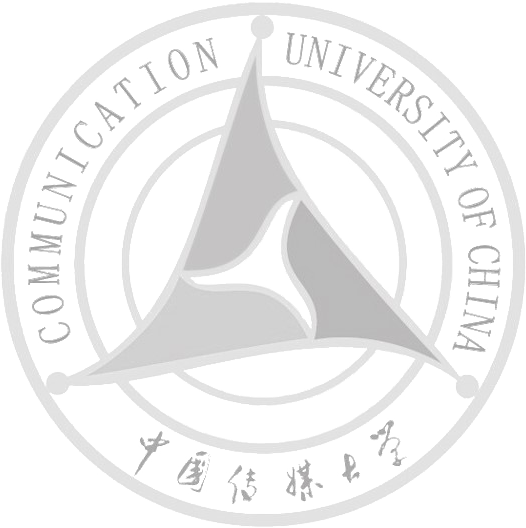 COMMUNICATION UNIVERSITY OF CHINA
中国传媒大学